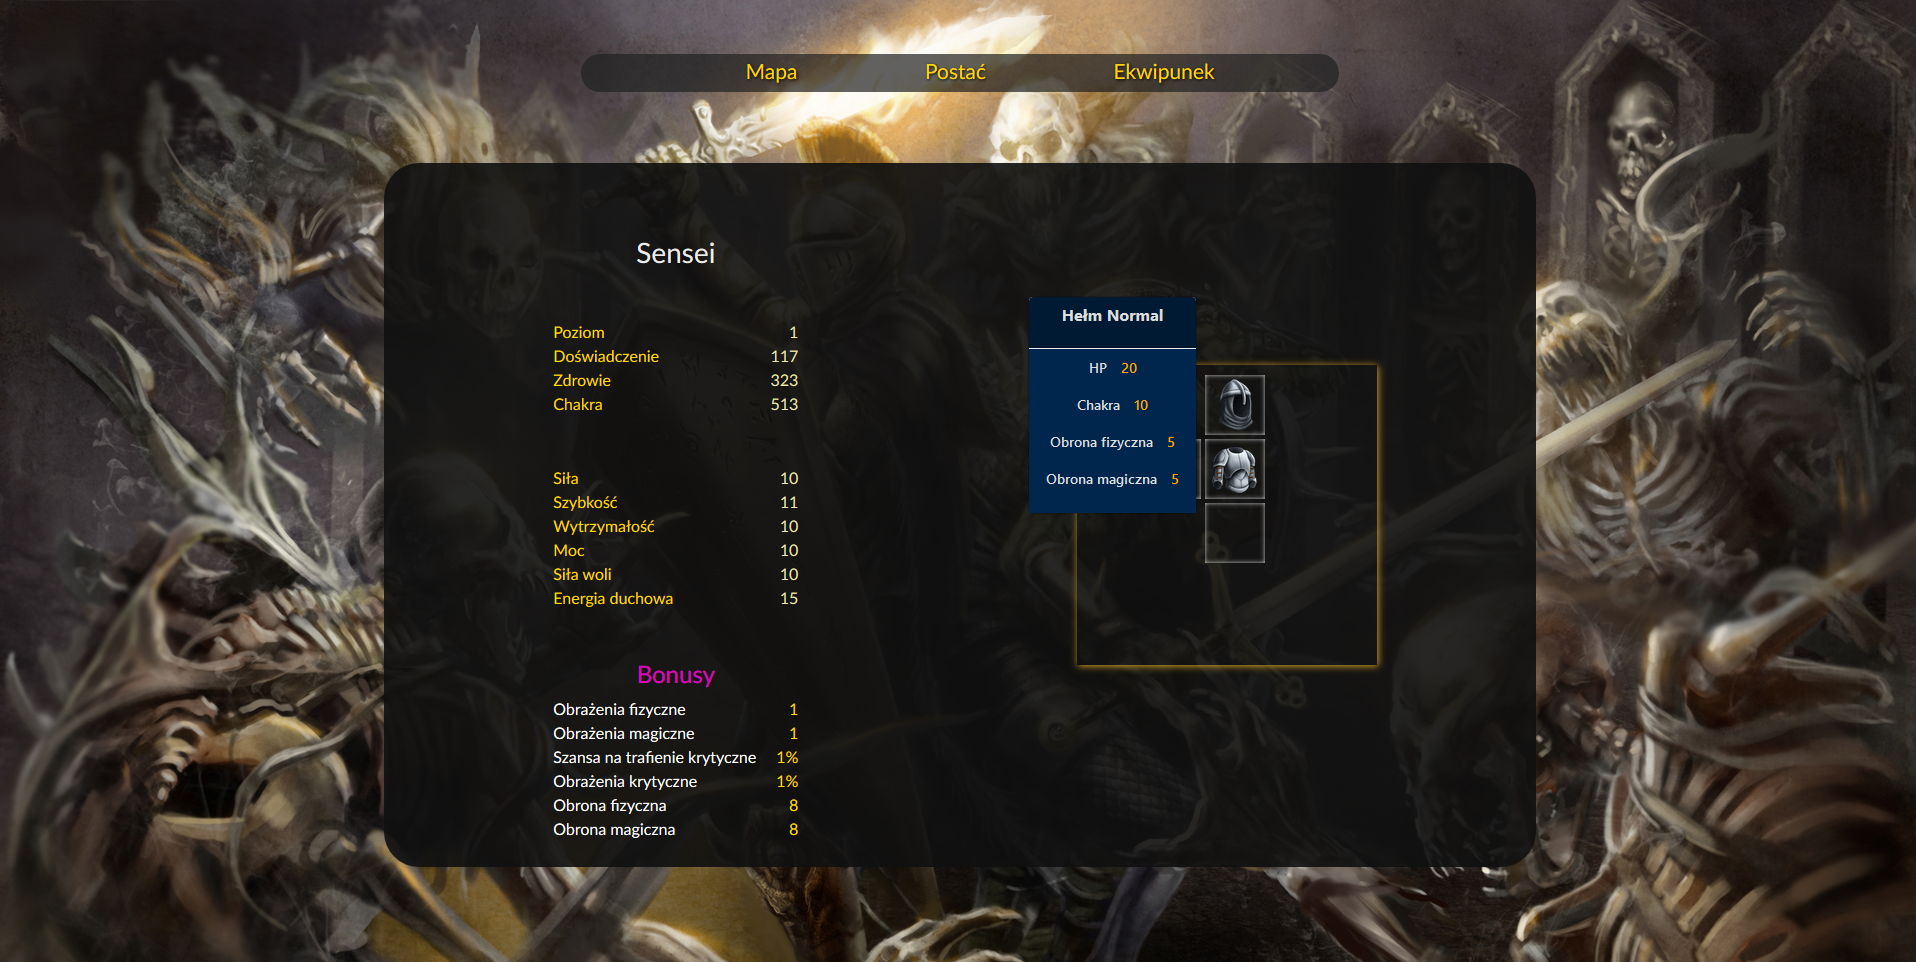 Mapa Postać Ekwipunek
Sensei
Poziom 1
Doświadczenie 117
Zdrowie 323
Chakra 513
Siła 10
Szybkość 11
Wytrzymałość 10
Moc 10
Siła woli 10
Energia duchowa 15
Bonusy
Obrażenia fizyczne 1
Obrażenia magiczne 1
Szansa na trafienie krytyczne 1%
Obrażenia krytyczne 1%
Obrona fizyczna 8
Obrona magiczna 8
Hełm Normal
HP 20
Chakra 10
Obrona fizyczna 5
Obrona magiczna 5